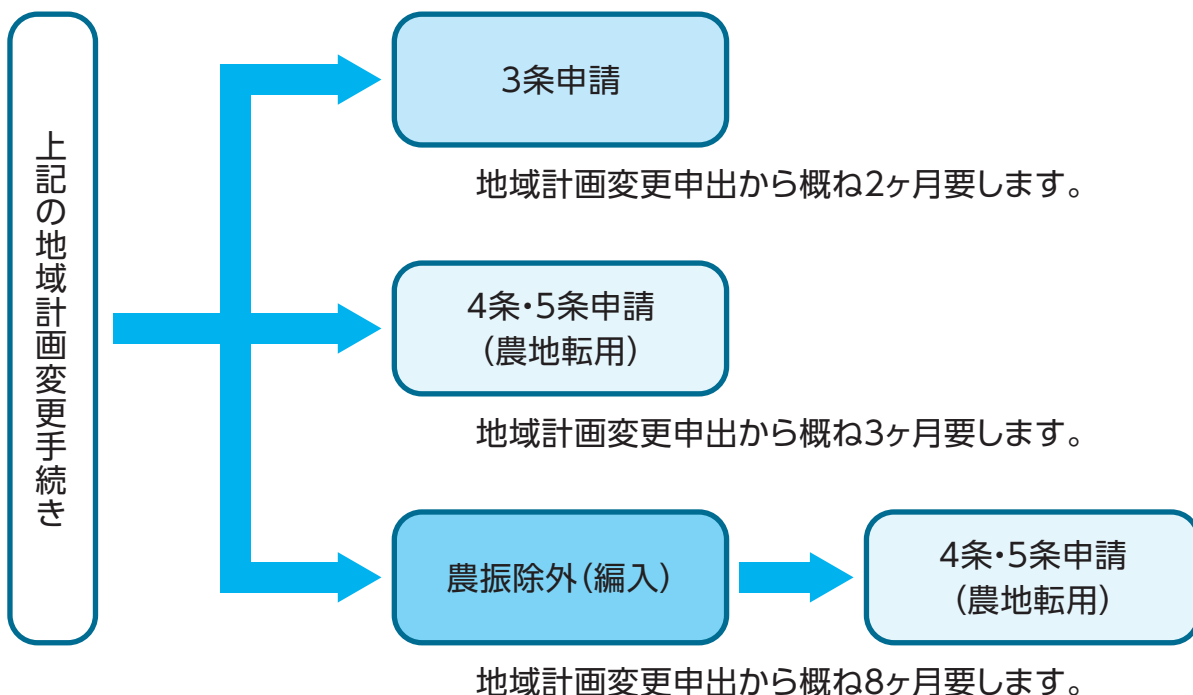 上記の地域計画変更手続き
3条申請
地域計画変更申出から概ね2ヶ月要します。
4条・5条申請
(農地転用)
地域計画変更申出から概ね3ヶ月要します。
農振除外(編入)
4条・5条申請
(農地転用)
地域計画変更申出から概ね8ヶ月要します。